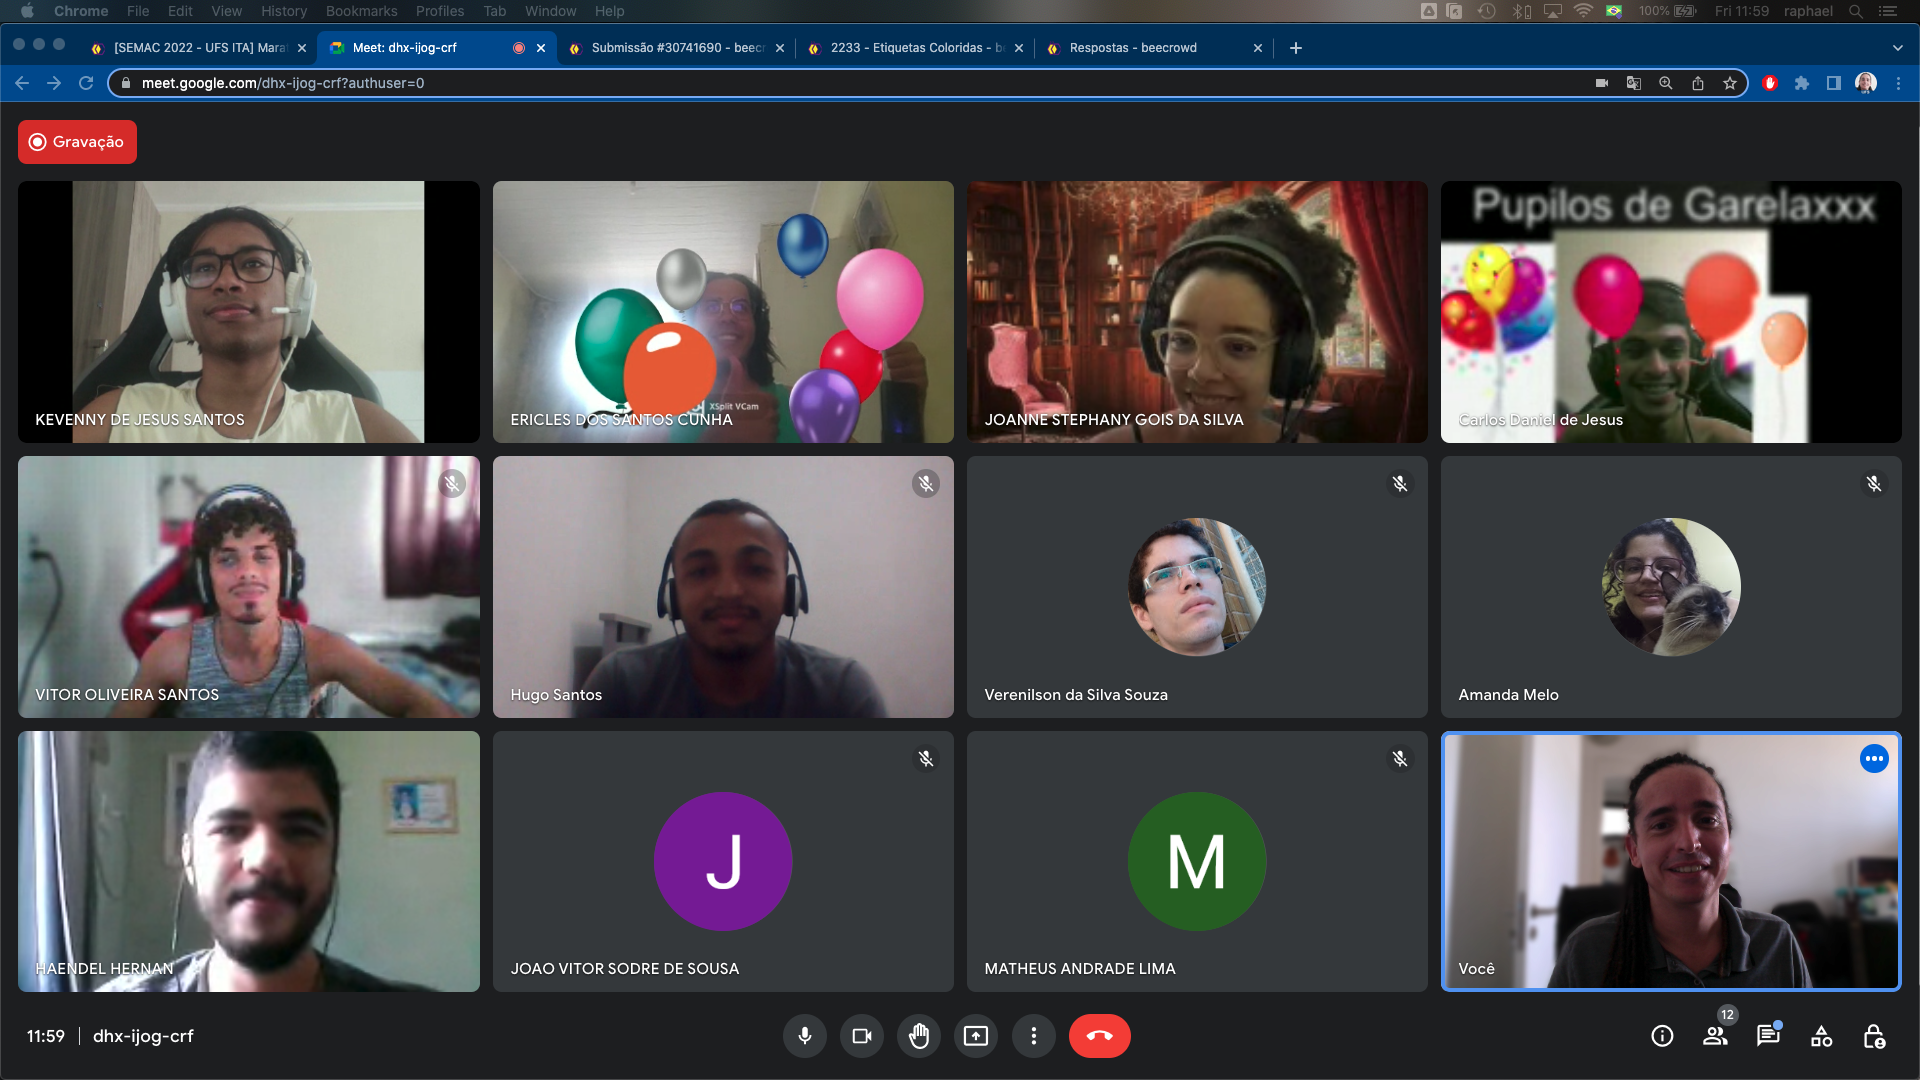 Chrome File Edit View History Bookmarks Profiles Tab Window Help 100% Fri 11:59 raphael
[SEMAC 2022 - UFS ITA] Mara Meet: dhx-ijog-crf Submissão #30741690 - beecr 2233 - Etiquetas Coloridas - be Respostas - beecrowd
meet.google.com/dhx-ijog-crf?authuser=0
Gravação
Pupilos de Garelaxxx
XSplit VCam
KEVENNY DE JESUS SANTOS
ERICLES DOS SANTOS CUNHA
JOANNE STEPHANY GOIS DA SILVA
Carlos Daniel de Jesus
VITOR OLIVEIRA SANTOS
Hugo Santos
Verenilson da Silva Souza
Amanda Melo
J
M
HAENDEL HERNAN
JOAO VITOR SODRE DE SOUSA
MATHEUS ANDRADE LIMA
Você
11:59 | dhx-ijog-crf
12